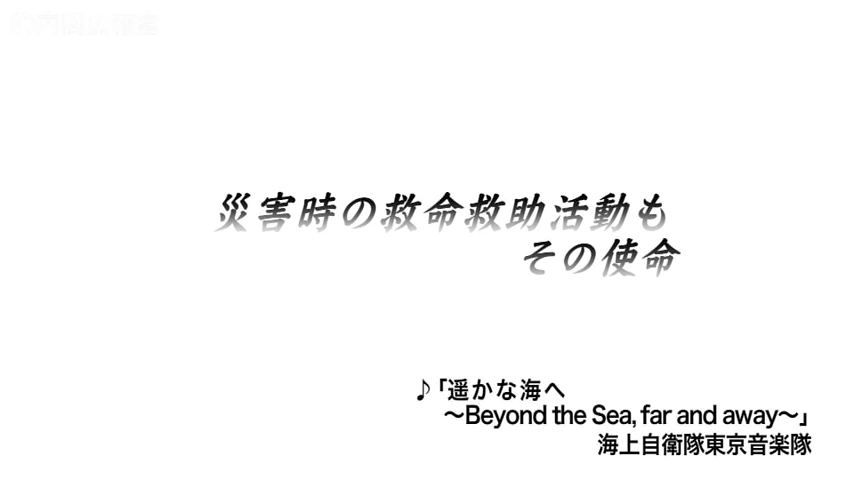 災害時の救命救助活動も
その使命
♪「遥かな海へ
～Beyond the Sea, far and away～」
海上自衛隊東京音楽隊